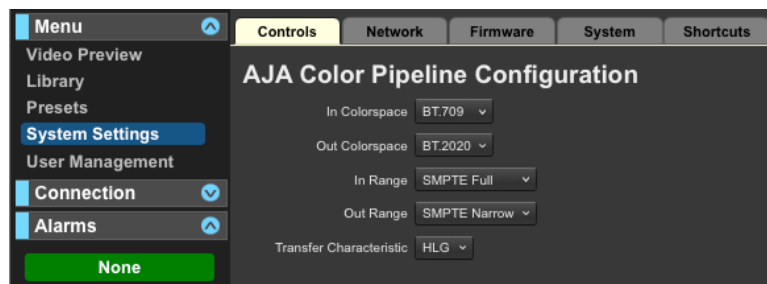 Menu
Video Preview
Library
Presets
System Settings
User Management
Connection
Alarms
None
Controls Network Firmware System Shortcuts
AJA Color Pipeline Configuration
In Colorspace BT.709
Out Colorspace BT.2020
In Range SMPTE Full
Out Range SMPTE Narrow
Transfer Characteristic HLG